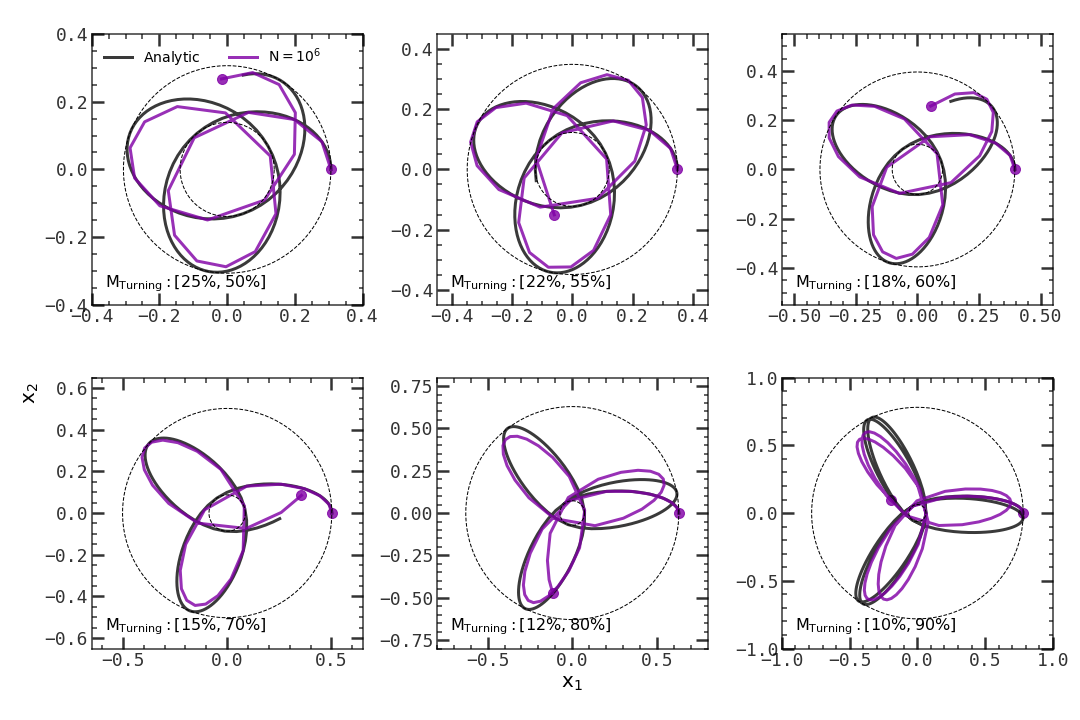 0.4
0.2
0.0
−0.2
−0.4
−0.4 −0.2 0.0 0.2 0.4
Analytic N = 10⁶
M_Turning : [25%, 50%]
0.4
0.2
0.0
−0.2
−0.4
−0.4 −0.2 0.0 0.2 0.4
M_Turning : [22%, 55%]
0.4
0.2
0.0
−0.2
−0.4
−0.50 −0.25 0.00 0.25 0.50
M_Turning : [18%, 60%]
x₂
0.6
0.4
0.2
0.0
−0.2
−0.4
−0.6
−0.5 0.0 0.5
M_Turning : [15%, 70%]
0.75
0.50
0.25
0.00
−0.25
−0.50
−0.75
−0.5 0.0 0.5
M_Turning : [12%, 80%]
x₁
1.0
0.5
0.0
−0.5
−1.0
−1.0 −0.5 0.0 0.5 1.0
M_Turning : [10%, 90%]